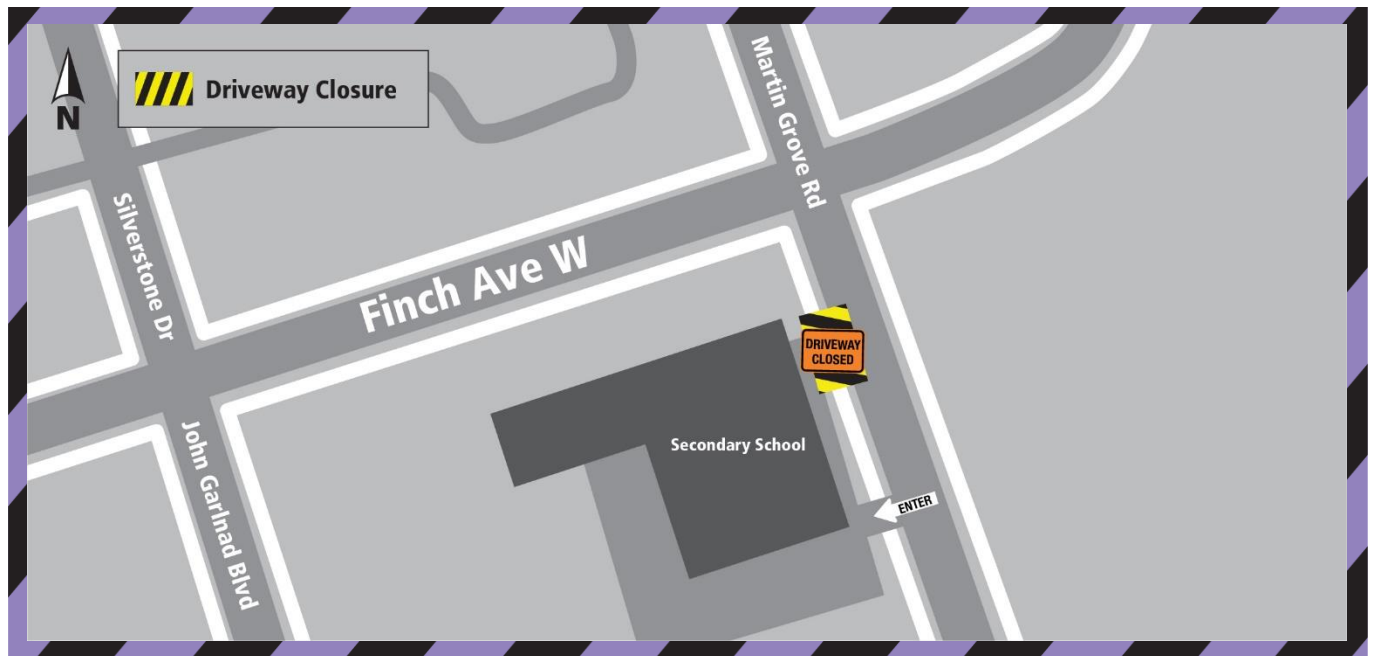 N
Driveway Closure
Silverstone Dr
Martin Grove Rd
Finch Ave W
DRIVEWAY
CLOSED
Secondary School
ENTER
John Garlnad Blvd